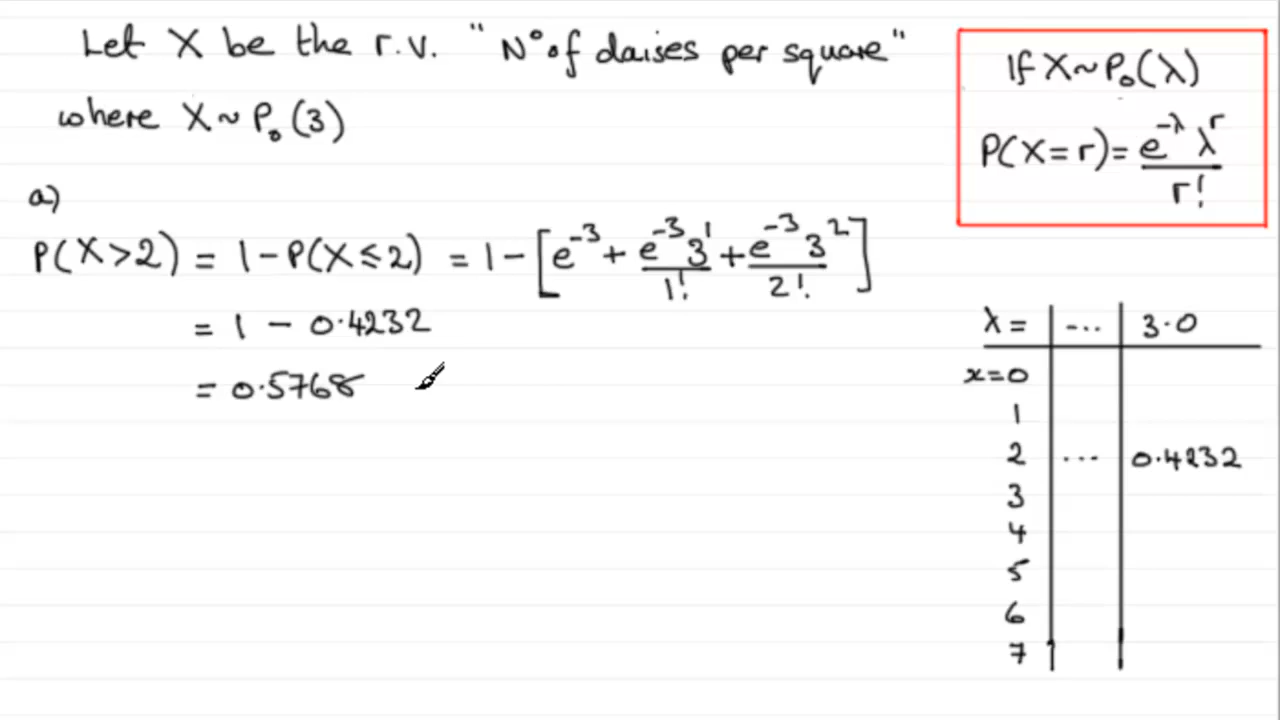 Let X be the r.v. "N° of daises per square"
where X ~ P₀(3)
If X ~ P₀(λ)
P(X = r) = e^-λ λ^r / r!
a)
P(X > 2) = 1 - P(X ≤ 2) = 1 - [e^-3 + e^-3 3^1 / 1! + e^-3 3^2 / 2!]
= 1 - 0.4232
= 0.5768
λ = ... 3.0
x = 0
1
2 ... 0.4232
3
4
5
6
7